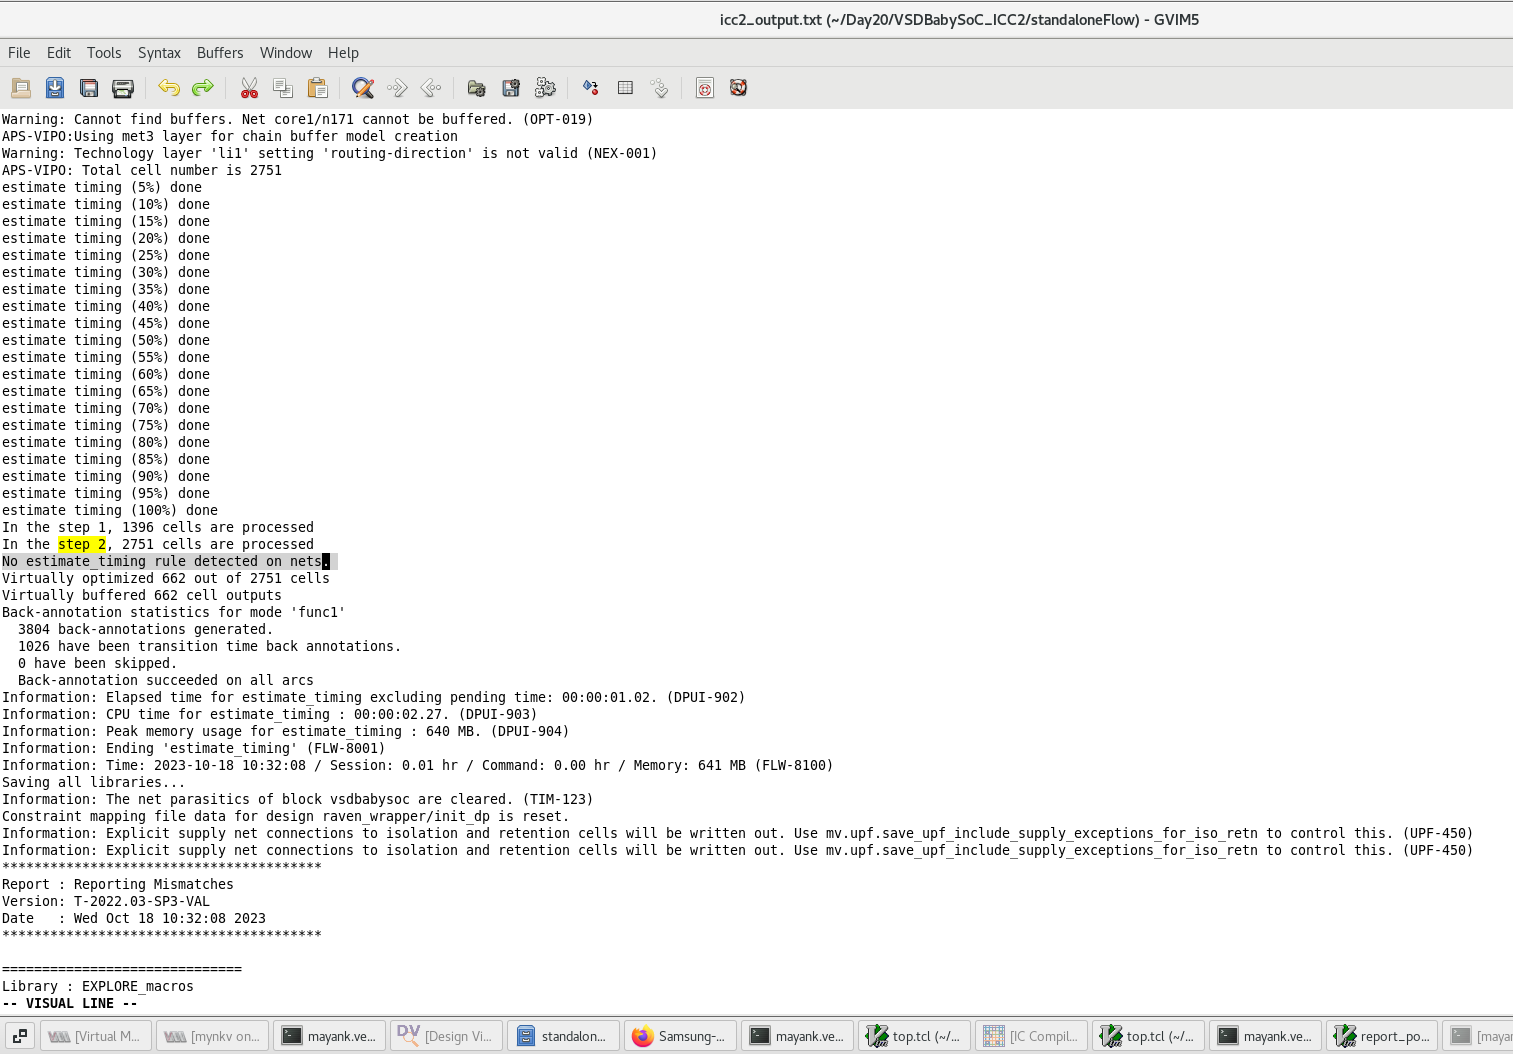 icc2_output.txt (~/Day20/VSDBabySoC_ICC2/standaloneFlow) - GVIM5
File Edit Tools Syntax Buffers Window Help
Warning: Cannot find buffers. Net core1/n171 cannot be buffered. (OPT-019)
APS-VIPO:Using met3 layer for chain buffer model creation
Warning: Technology layer 'li1' setting 'routing-direction' is not valid (NEX-001)
APS-VIPO: Total cell number is 2751
estimate timing (5%) done
estimate timing (10%) done
estimate timing (15%) done
estimate timing (20%) done
estimate timing (25%) done
estimate timing (30%) done
estimate timing (35%) done
estimate timing (40%) done
estimate timing (45%) done
estimate timing (50%) done
estimate timing (55%) done
estimate timing (60%) done
estimate timing (65%) done
estimate timing (70%) done
estimate timing (75%) done
estimate timing (80%) done
estimate timing (85%) done
estimate timing (90%) done
estimate timing (95%) done
estimate timing (100%) done
In the step 1, 1396 cells are processed
In the step 2, 2751 cells are processed
No estimate_timing rule detected on nets.
Virtually optimized 662 out of 2751 cells
Virtually buffered 662 cell outputs
Back-annotation statistics for mode 'func1'
  3804 back-annotations generated.
  1026 have been transition time back annotations.
  0 have been skipped.
  Back-annotation succeeded on all arcs
Information: Elapsed time for estimate_timing excluding pending time: 00:00:01.02. (DPUI-902)
Information: CPU time for estimate_timing : 00:00:02.27. (DPUI-903)
Information: Peak memory usage for estimate_timing : 640 MB. (DPUI-904)
Information: Ending 'estimate_timing' (FLW-8001)
Information: Time: 2023-10-18 10:32:08 / Session: 0.01 hr / Command: 0.00 hr / Memory: 641 MB (FLW-8100)
Saving all libraries...
Information: The net parasitics of block vsdbabysoc are cleared. (TIM-123)
Constraint mapping file data for design raven_wrapper/init_dp is reset.
Information: Explicit supply net connections to isolation and retention cells will be written out. Use mv.upf.save_upf_include_supply_exceptions_for_iso_retn to control this. (UPF-450)
Information: Explicit supply net connections to isolation and retention cells will be written out. Use mv.upf.save_upf_include_supply_exceptions_for_iso_retn to control this. (UPF-450)
****************************************
Report : Reporting Mismatches
Version: T-2022.03-SP3-VAL
Date   : Wed Oct 18 10:32:08 2023
****************************************
==============================
Library : EXPLORE_macros
-- VISUAL LINE --
[Virtual M... [mynkv on... mayank.ve... DV [Design Vi... standalon... Samsung-... mayank.ve... top.tcl (~/... [IC Compil... top.tcl (~/... mayank.ve... report_po... [mayan